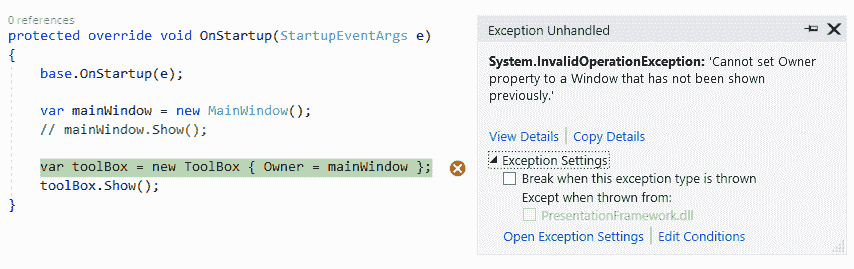 0 references
protected override void OnStartup(StartupEventArgs e)
{
base.OnStartup(e);
var mainWindow = new MainWindow();
// mainWindow.Show();
var toolBox = new ToolBox { Owner = mainWindow };
toolBox.Show();
}
Exception Unhandled
System.InvalidOperationException: 'Cannot set Owner
property to a Window that has not been shown
previously.'
View Details | Copy Details
Exception Settings
Break when this exception type is thrown
Except when thrown from:
PresentationFramework.dll
Open Exception Settings | Edit Conditions